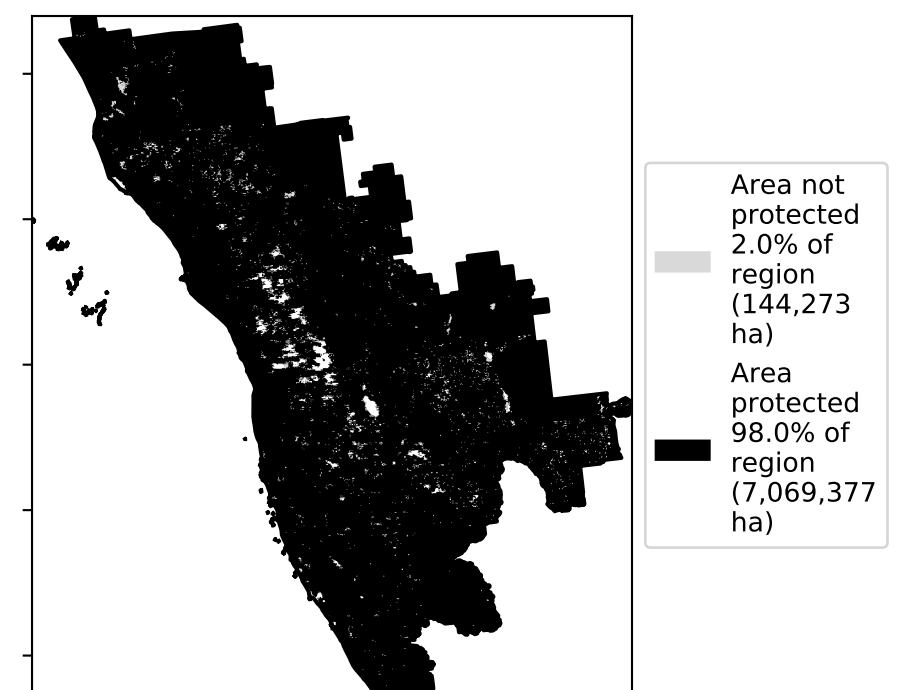 Area not
protected
2.0% of
region
(144,273
ha)
Area
protected
98.0% of
region
(7,069,377
ha)